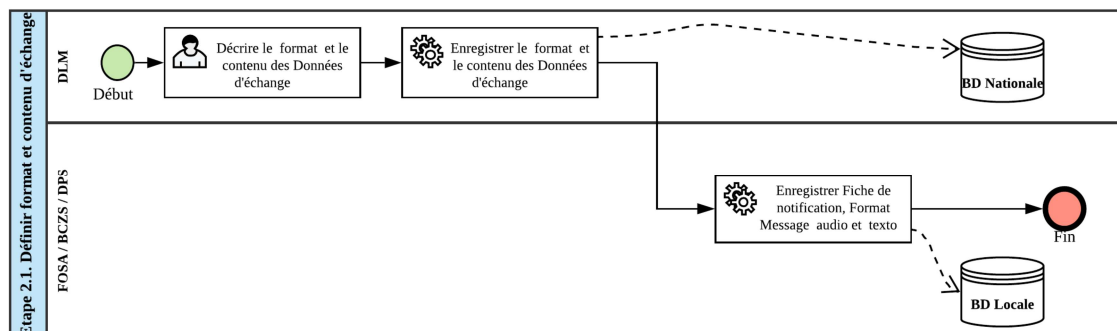 Etape 2.1. Définir format et contenu d'échange
DLM
Début
Décrire le format et le
contenu des Données
d'échange
Enregistrer le format et
le contenu des Données
d'échange
BD Nationale
FOSA / BCZS / DPS
Enregistrer Fiche de
notification, Format
Message audio et texto
Fin
BD Locale